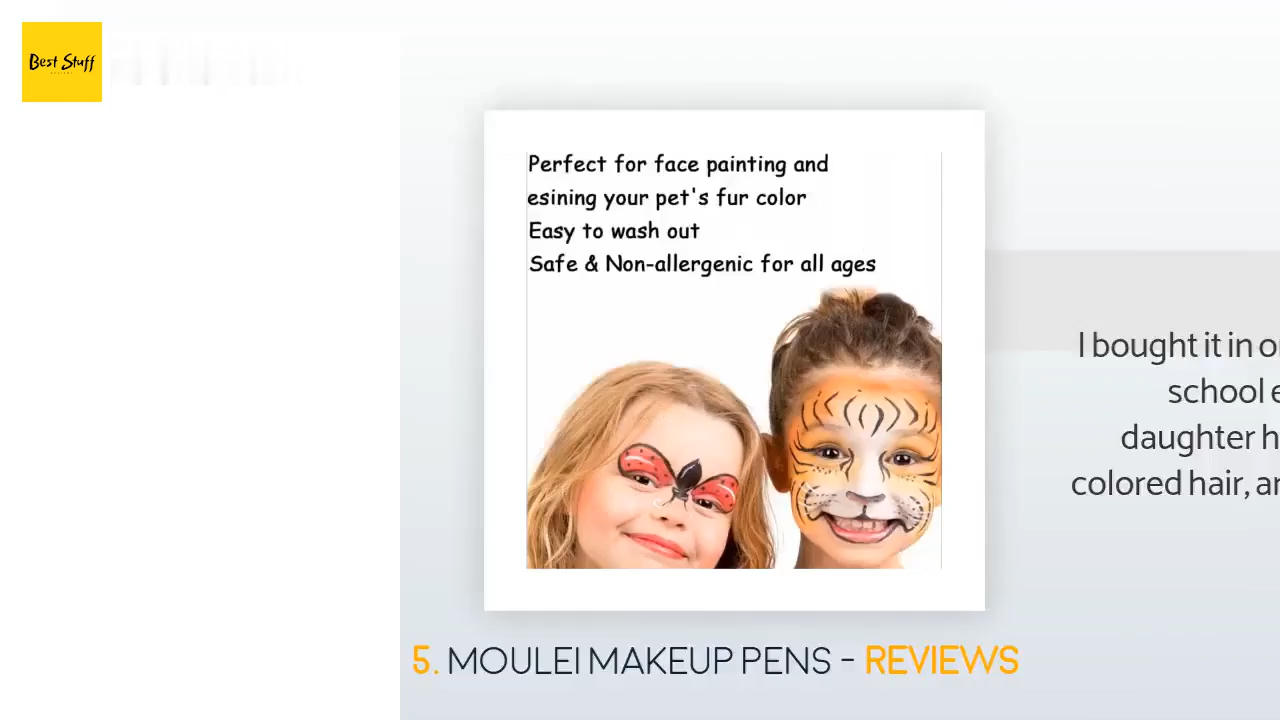 Best Stuff
Perfect for face painting and
esining your pet's fur color
Easy to wash out
Safe & Non-allergenic for all ages
I bought it in
school
daughter
colored hair,
5. MOULEI MAKEUP PENS - REVIEWS